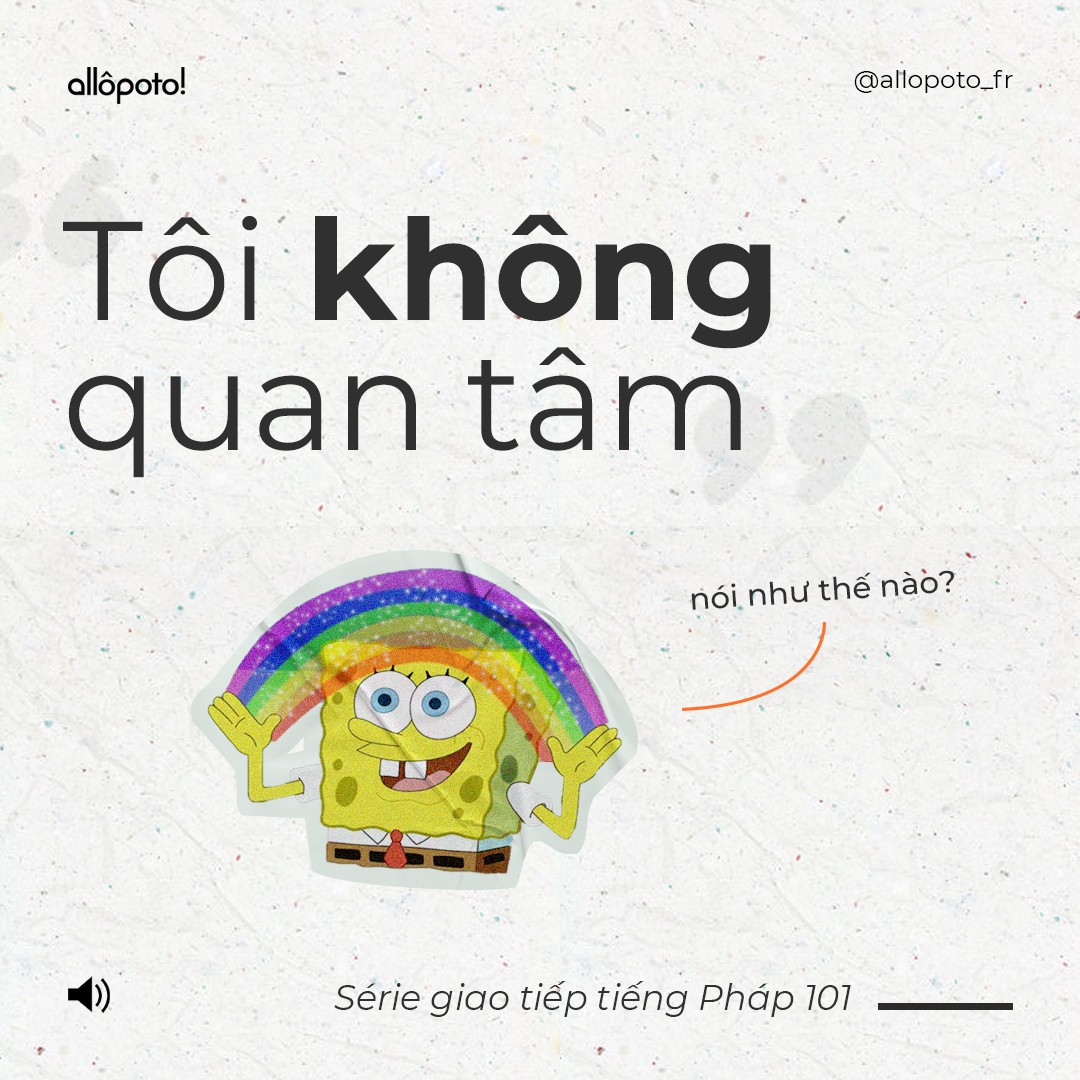 allôpoto!
@allopoto_fr
“
Tôi không
quan tâm
”
nói như thế nào?
Série giao tiếp tiếng Pháp 101